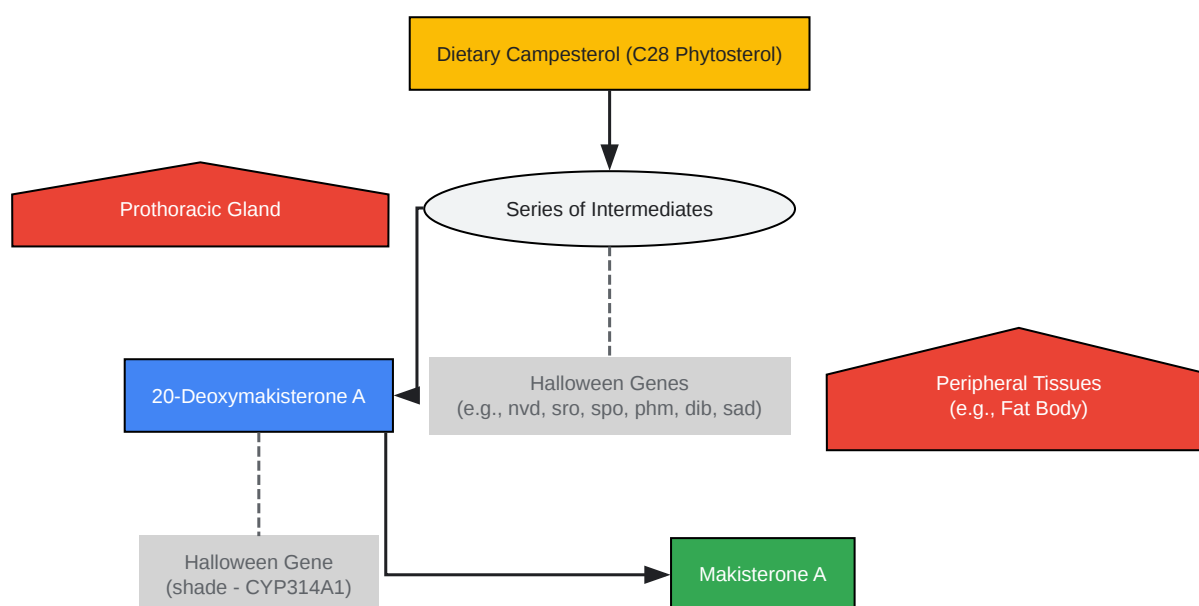 Dietary Campesterol (C28 Phytosterol)
Prothoracic Gland
Series of Intermediates
20-Deoxymakisterone A
Halloween Genes
(e.g., nvd, sro, spo, phm, dib, sad)
Peripheral Tissues
(e.g., Fat Body)
Halloween Gene
(shade - CYP314A1)
Makisterone A